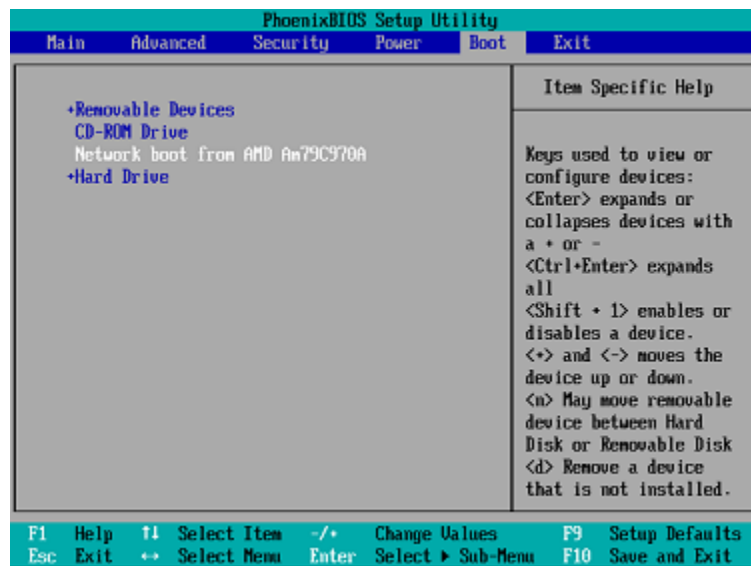 PhoenixBIOS Setup Utility
Main Advanced Security Power Boot Exit
+Removable Devices
CD-ROM Drive
Network boot from AMD Am79C970A
+Hard Drive
Item Specific Help
Keys used to view or
configure devices:
<Enter> expands or
collapses devices with
a + or -
<Ctrl+Enter> expands
all
<Shift + 1> enables or
disables a device.
<+> and <-> moves the
device up or down.
<n> May move removable
device between Hard
Disk or Removable Disk
<d> Remove a device
that is not installed.
F1 Help ↑↓ Select Item -/+ Change Values F9 Setup Defaults
Esc Exit ↔ Select Menu Enter Select ▶ Sub-Menu F10 Save and Exit